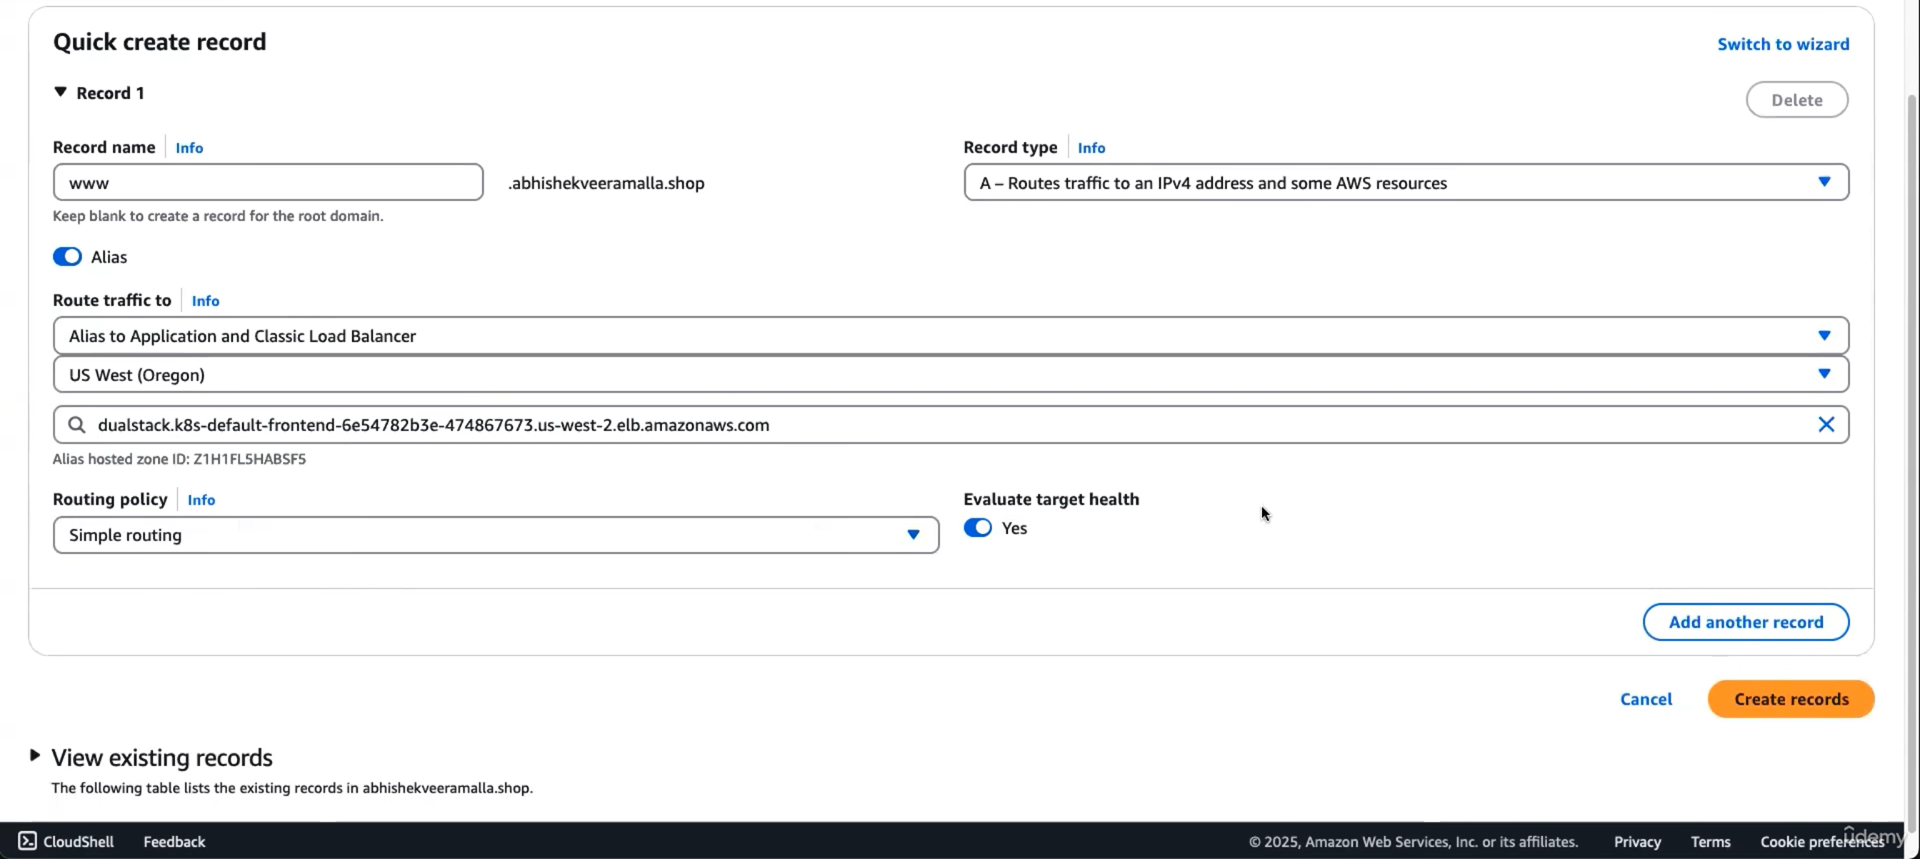 Quick create record
Switch to wizard
Record 1
Delete
Record name Info
Record type Info
www
.abhishekveeramalla.shop
A – Routes traffic to an IPv4 address and some AWS resources
Keep blank to create a record for the root domain.
Alias
Route traffic to Info
Alias to Application and Classic Load Balancer
US West (Oregon)
dualstack.k8s-default-frontend-6e54782b3e-474867673.us-west-2.elb.amazonaws.com
Alias hosted zone ID: Z1H1FL5HABSF5
Routing policy Info
Evaluate target health
Simple routing
Yes
Add another record
Cancel
Create records
View existing records
The following table lists the existing records in abhishekveeramalla.shop.
CloudShell Feedback © 2025, Amazon Web Services, Inc. or its affiliates. Privacy Terms Cookie preferences
udemy